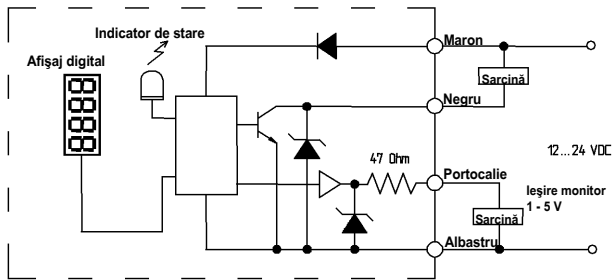 Indicator de stare
Afişaj digital
8888
Maron
Sarcină
Negru
47 Ohm
12...24 VDC
Portocalie
Ieşire monitor
1 - 5 V
Sarcină
Albastru